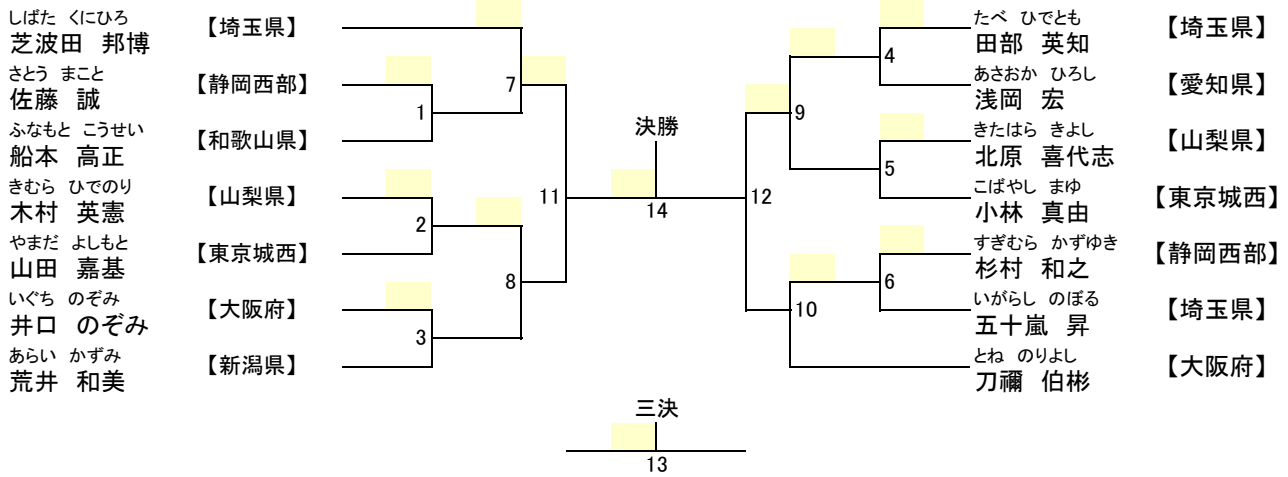 しばた くにひろ
芝波田 邦博 【埼玉県】
さとう まこと
佐藤 誠 【静岡西部】
ふなもと こうせい
船本 高正 【和歌山県】
きむら ひでのり
木村 英憲 【山梨県】
やまだ よしもと
山田 嘉基 【東京城西】
いぐち のぞみ
井口 のぞみ 【大阪府】
あらい かずみ
荒井 和美 【新潟県】
1
2
3
7
8
11
決勝
14
三決
13
12
9
10
4
5
6
たべ ひでとも
田部 英知 【埼玉県】
あさおか ひろし
浅岡 宏 【愛知県】
きたはら きよし
北原 喜代志 【山梨県】
こばやし まゆ
小林 真由 【東京城西】
すぎむら かずゆき
杉村 和之 【静岡西部】
いがらし のぼる
五十嵐 昇 【埼玉県】
とね のりよし
刀禰 伯彬 【大阪府】